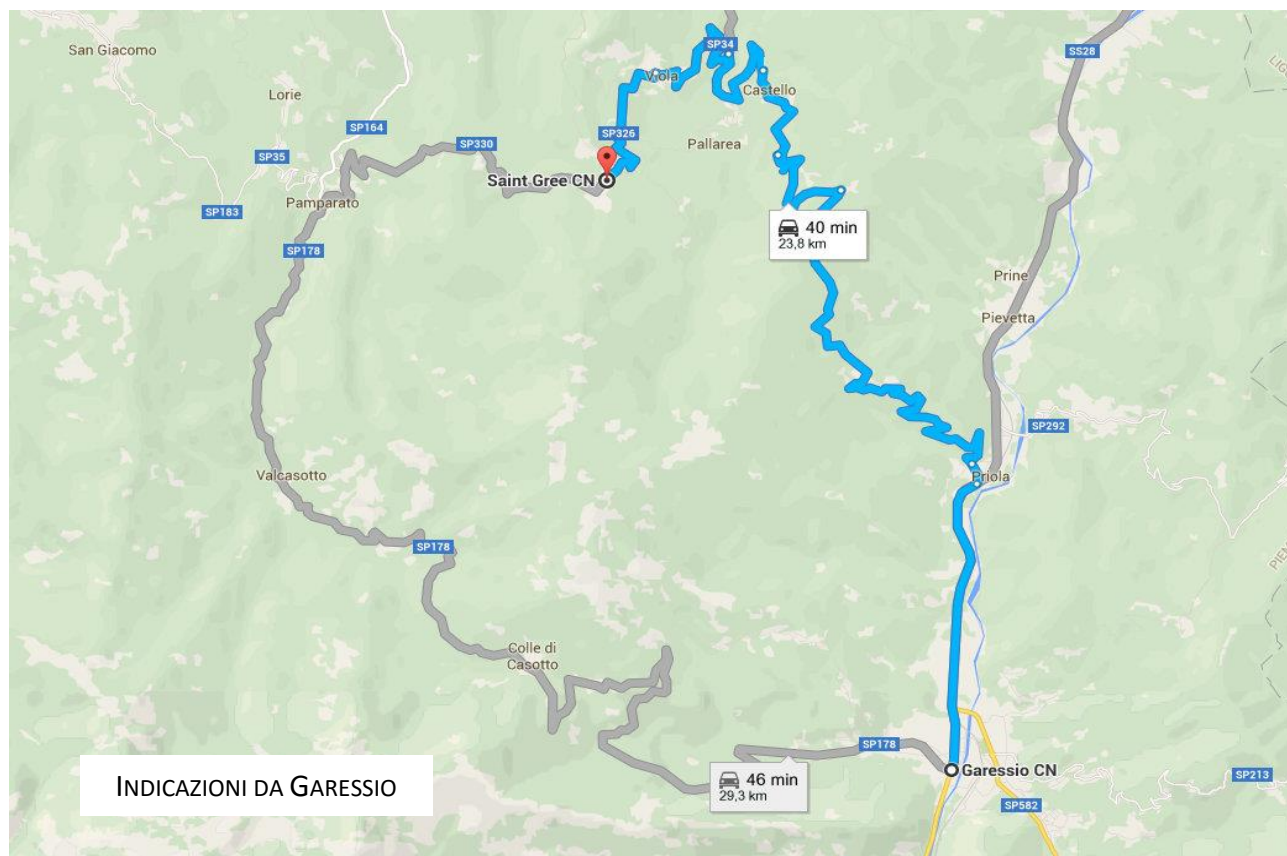 SP34
SS28
San Giacomo
Viola
Castello
LIG
Lorie
SP164
SP326
SP330
Pallarea
SP35
Saint Gree CN
Pamparato
SP183
40 min
23,8 km
SP178
Prine
Pievetta
SP292
Valcasotto
Priola
SP178
PIE
Colle di
Casotto
SP178
Garessio CN
46 min
29,3 km
SP213
INDICAZIONI DA GARESSIO
SP582